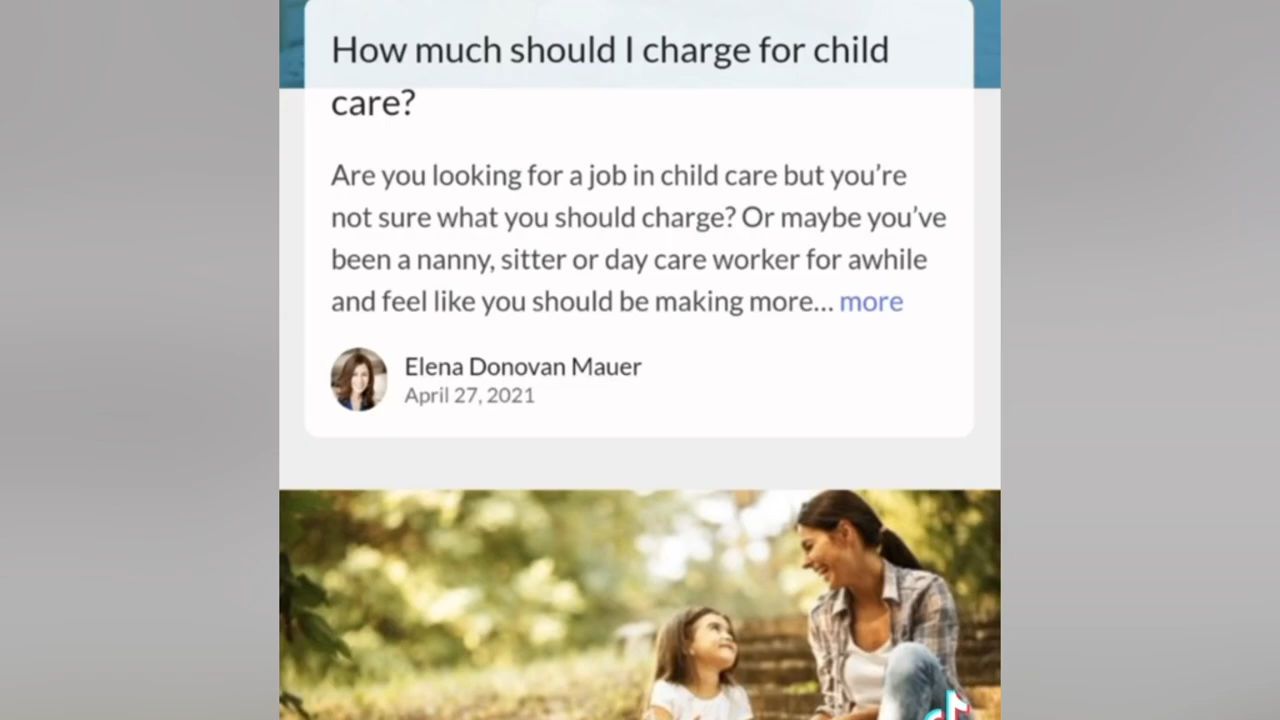 How much should I charge for child
care?
Are you looking for a job in child care but you’re
not sure what you should charge? Or maybe you’ve
been a nanny, sitter or day care worker for awhile
and feel like you should be making more... more
Elena Donovan Mauer
April 27, 2021